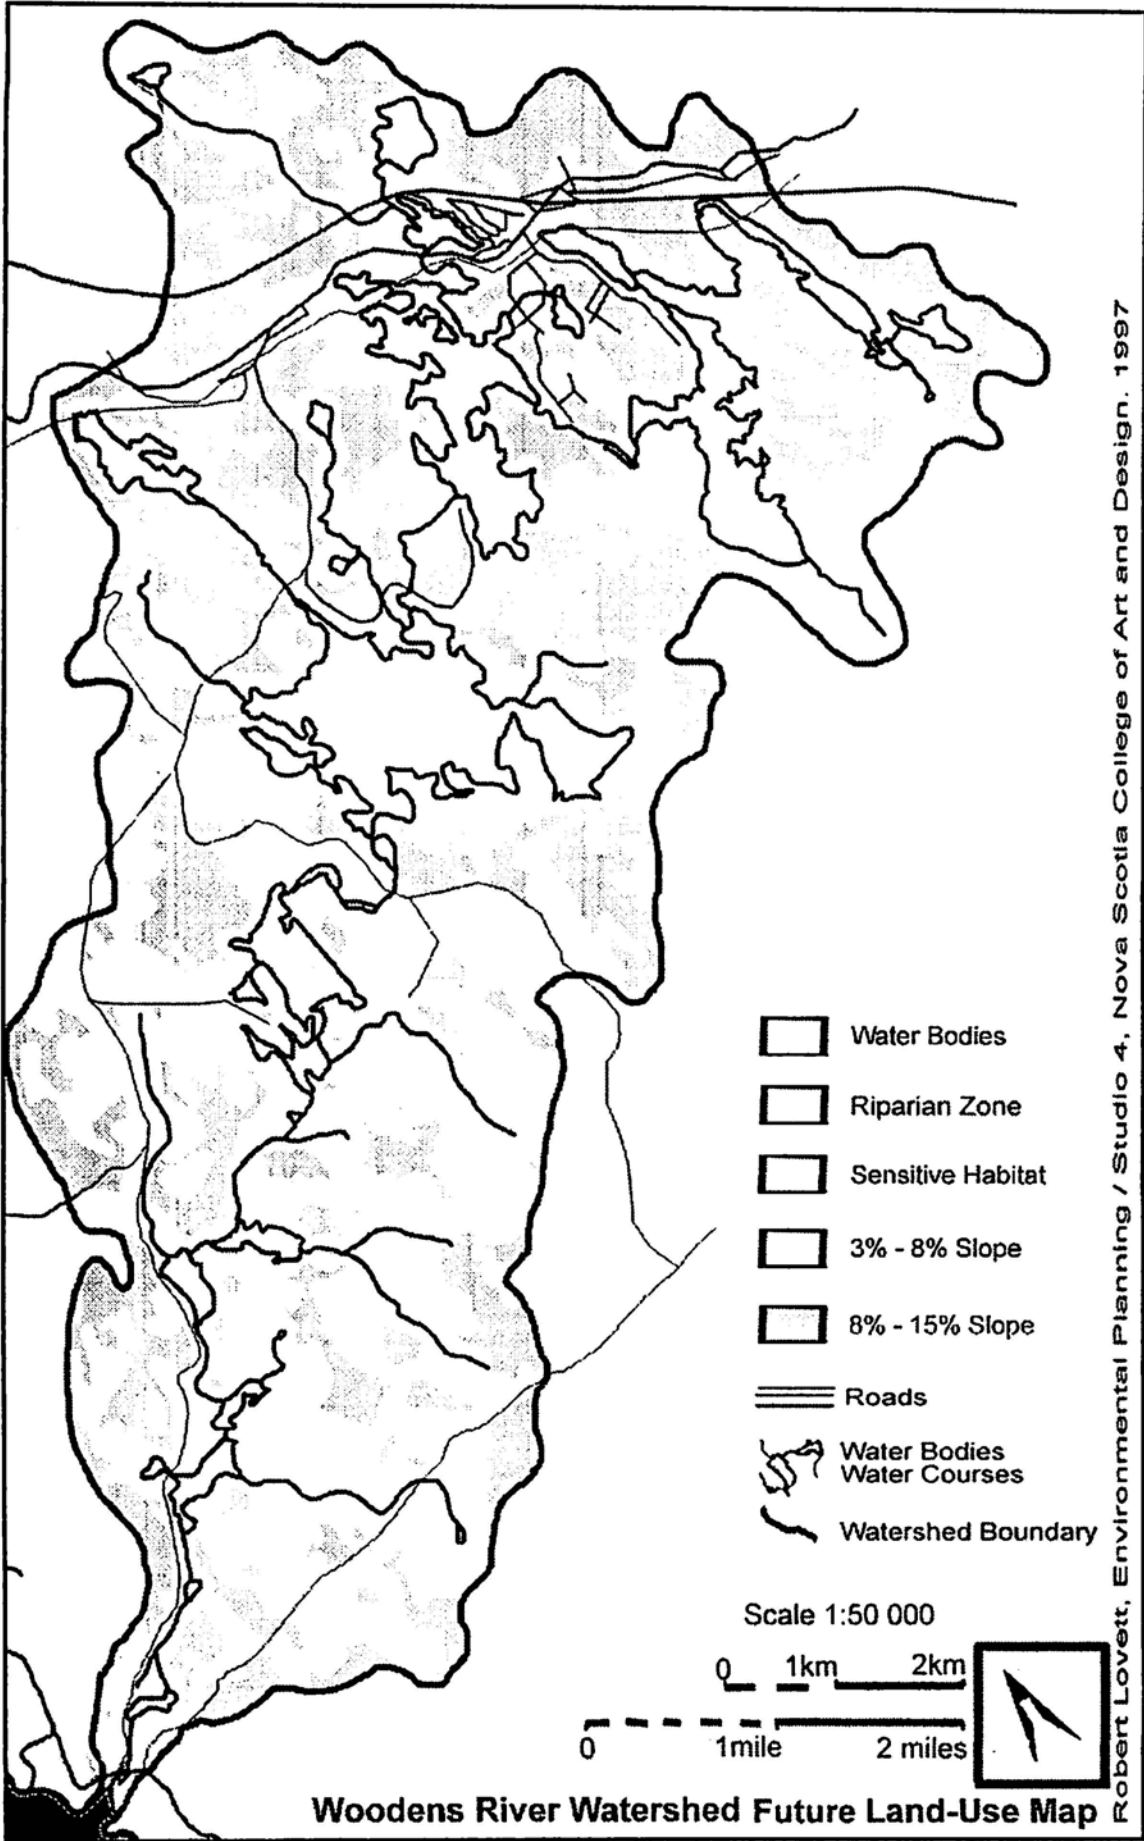 Water Bodies
Riparian Zone
Sensitive Habitat
3% - 8% Slope
8% - 15% Slope
Roads
Water Bodies
Water Courses
Watershed Boundary
Scale 1:50 000
0 1km 2km
0 1mile 2 miles
Woodens River Watershed Future Land-Use Map
Robert Lovett, Environmental Planning / Studio 4, Nova Scotia College of Art and Design. 1997